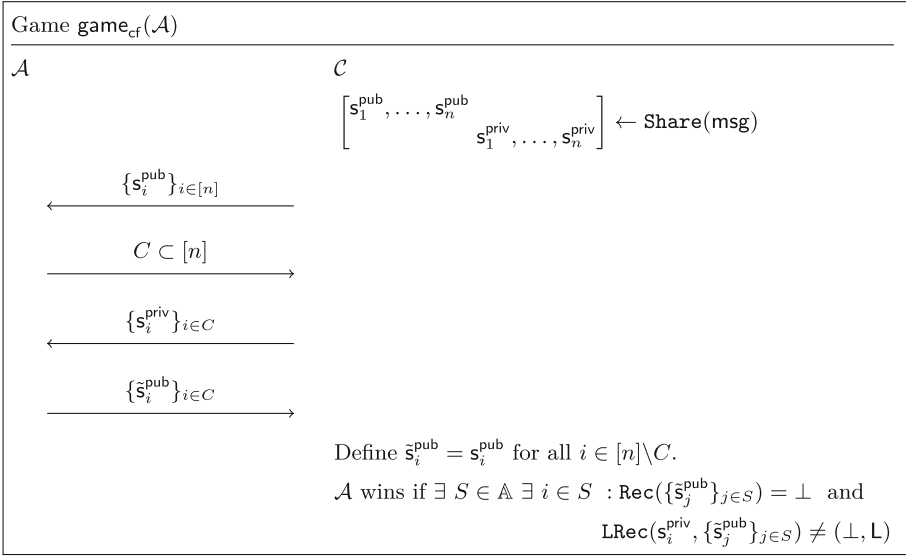 Game game_cf(𝒜)
𝒜 𝒞
[s_1^pub, …, s_n^pub
s_1^priv, …, s_n^priv] ← Share(msg)
{s_i^pub}_{i∈[n]}
C ⊂ [n]
{s_i^priv}_{i∈C}
{s̃_i^pub}_{i∈C}
Define s̃_i^pub = s_i^pub for all i ∈ [n]\C.
𝒜 wins if ∃ S ∈ 𝔸 ∃ i ∈ S : Rec({s̃_j^pub}_{j∈S}) = ⊥ and
LRec(s_i^priv, {s̃_j^pub}_{j∈S}) ≠ (⊥, L)